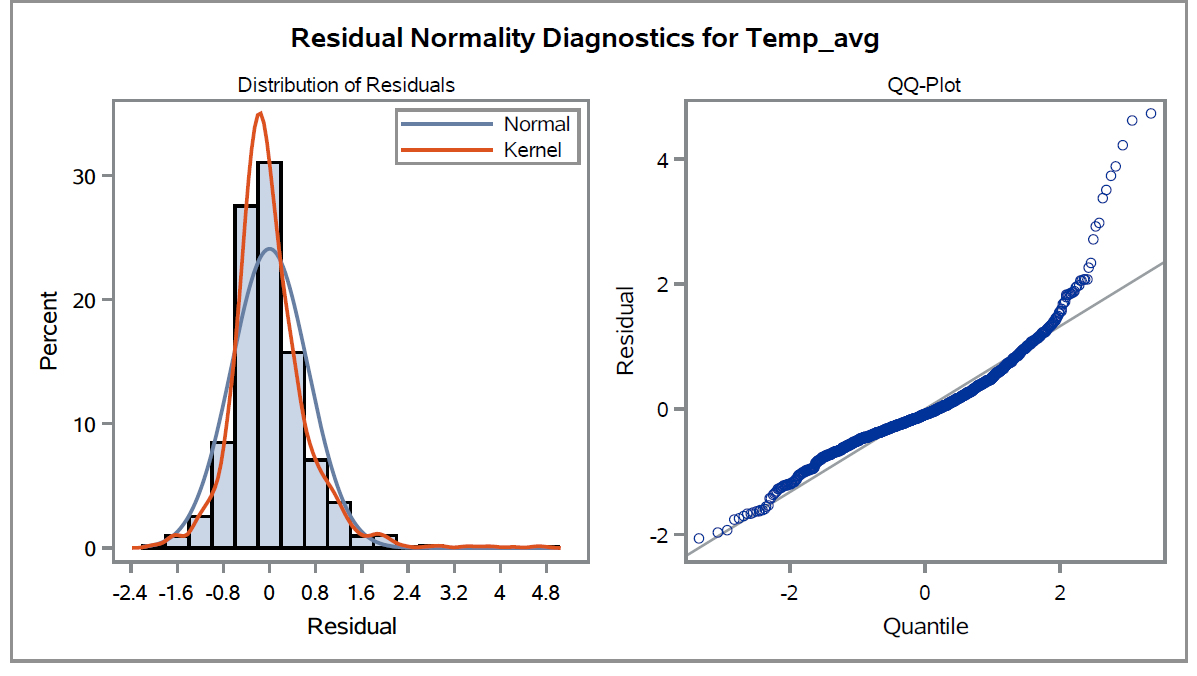 Residual Normality Diagnostics for Temp_avg
Distribution of Residuals
Normal
Kernel
Percent
30
20
10
0
-2.4 -1.6 -0.8 0 0.8 1.6 2.4 3.2 4 4.8
Residual
QQ-Plot
Residual
4
2
0
-2
-2 0 2
Quantile